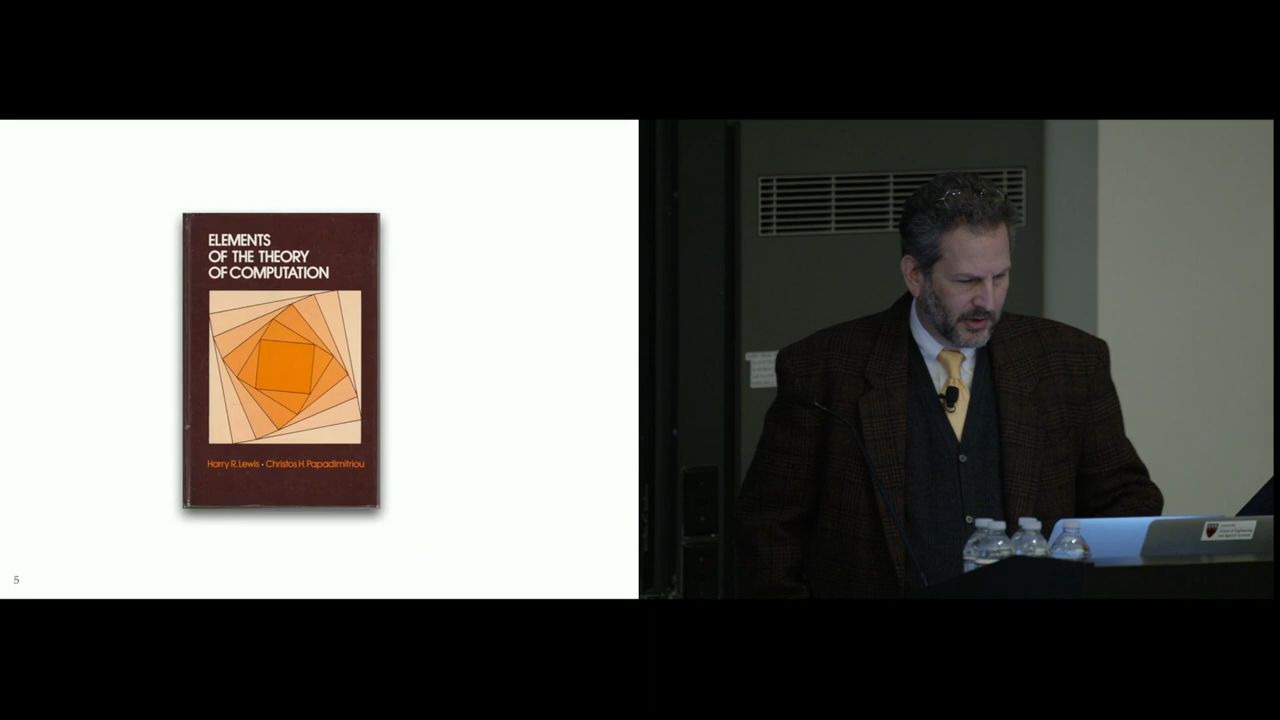 ELEMENTS
OF THE THEORY
OF COMPUTATION
Harry R. Lewis • Christos H. Papadimitriou
5